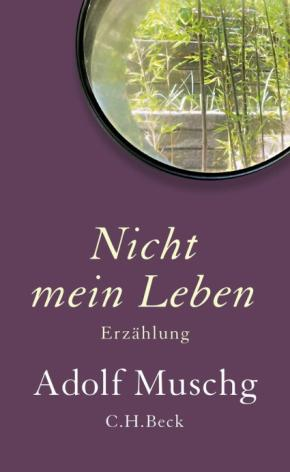 Nicht
mein Leben
Erzählung
Adolf Muschg
C.H.Beck